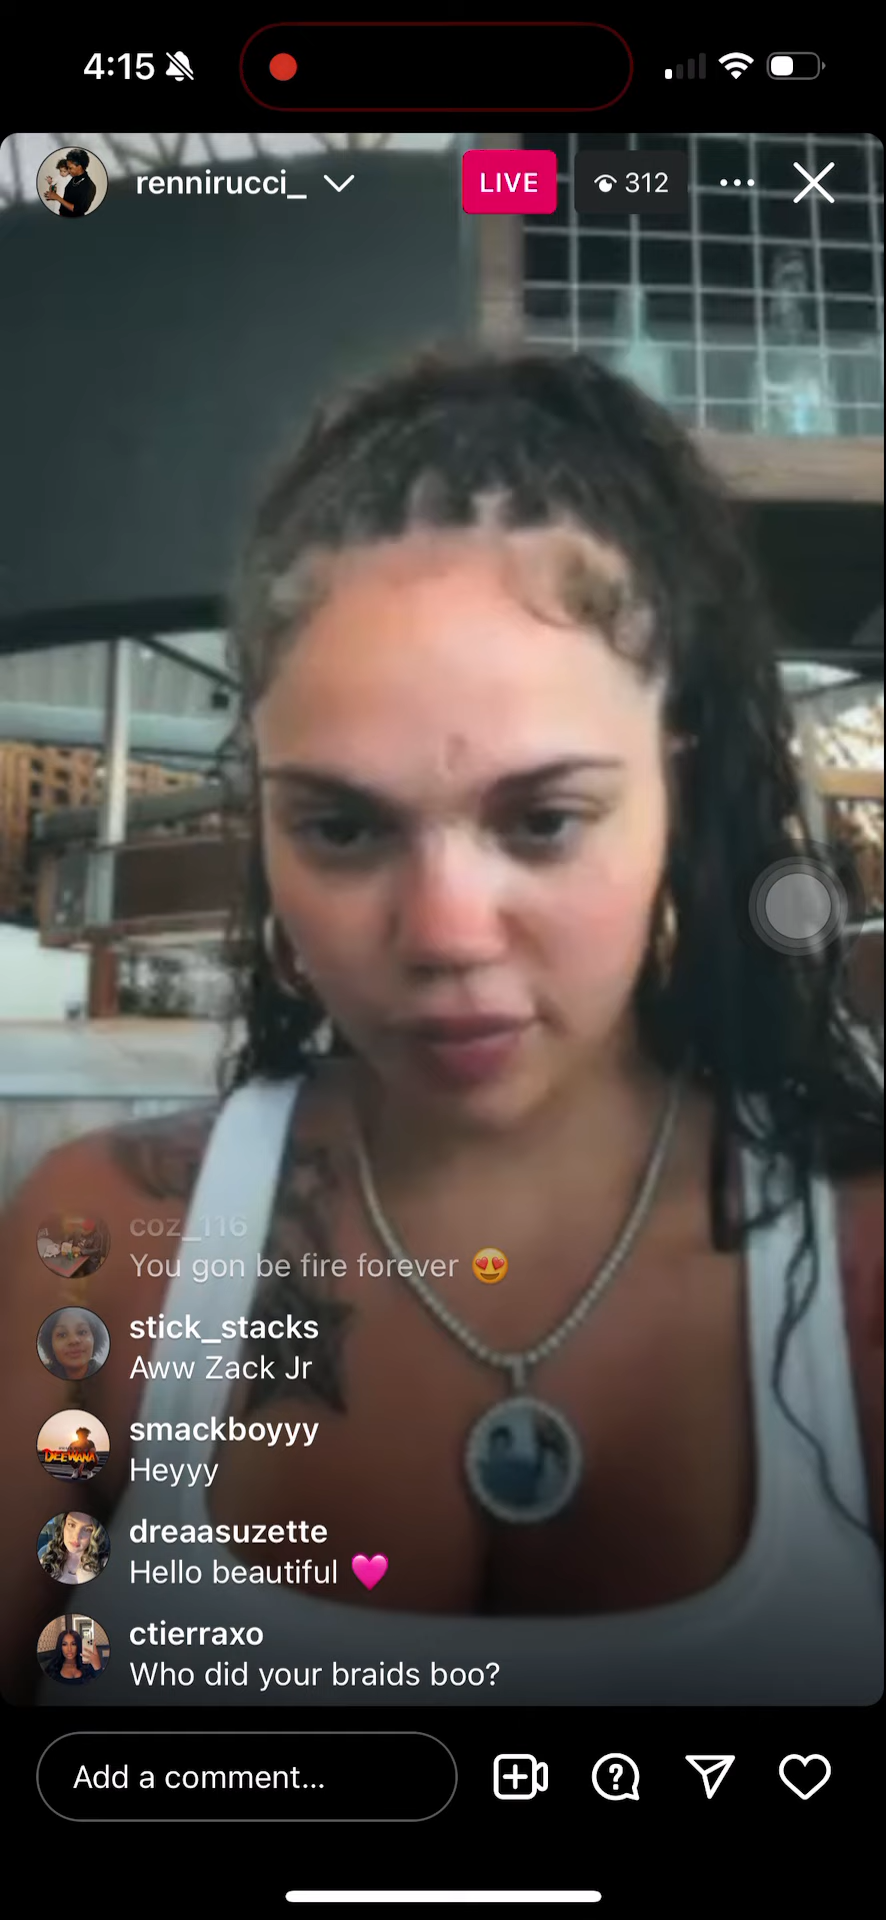 4:15
rennirucci_
LIVE
312
coz_116
You gon be fire forever 😍
stick_stacks
Aww Zack Jr
smackboyyy
Heyyy
DEEWANA
dreaasuzette
Hello beautiful 💗
ctierraxo
Who did your braids boo?
Add a comment...